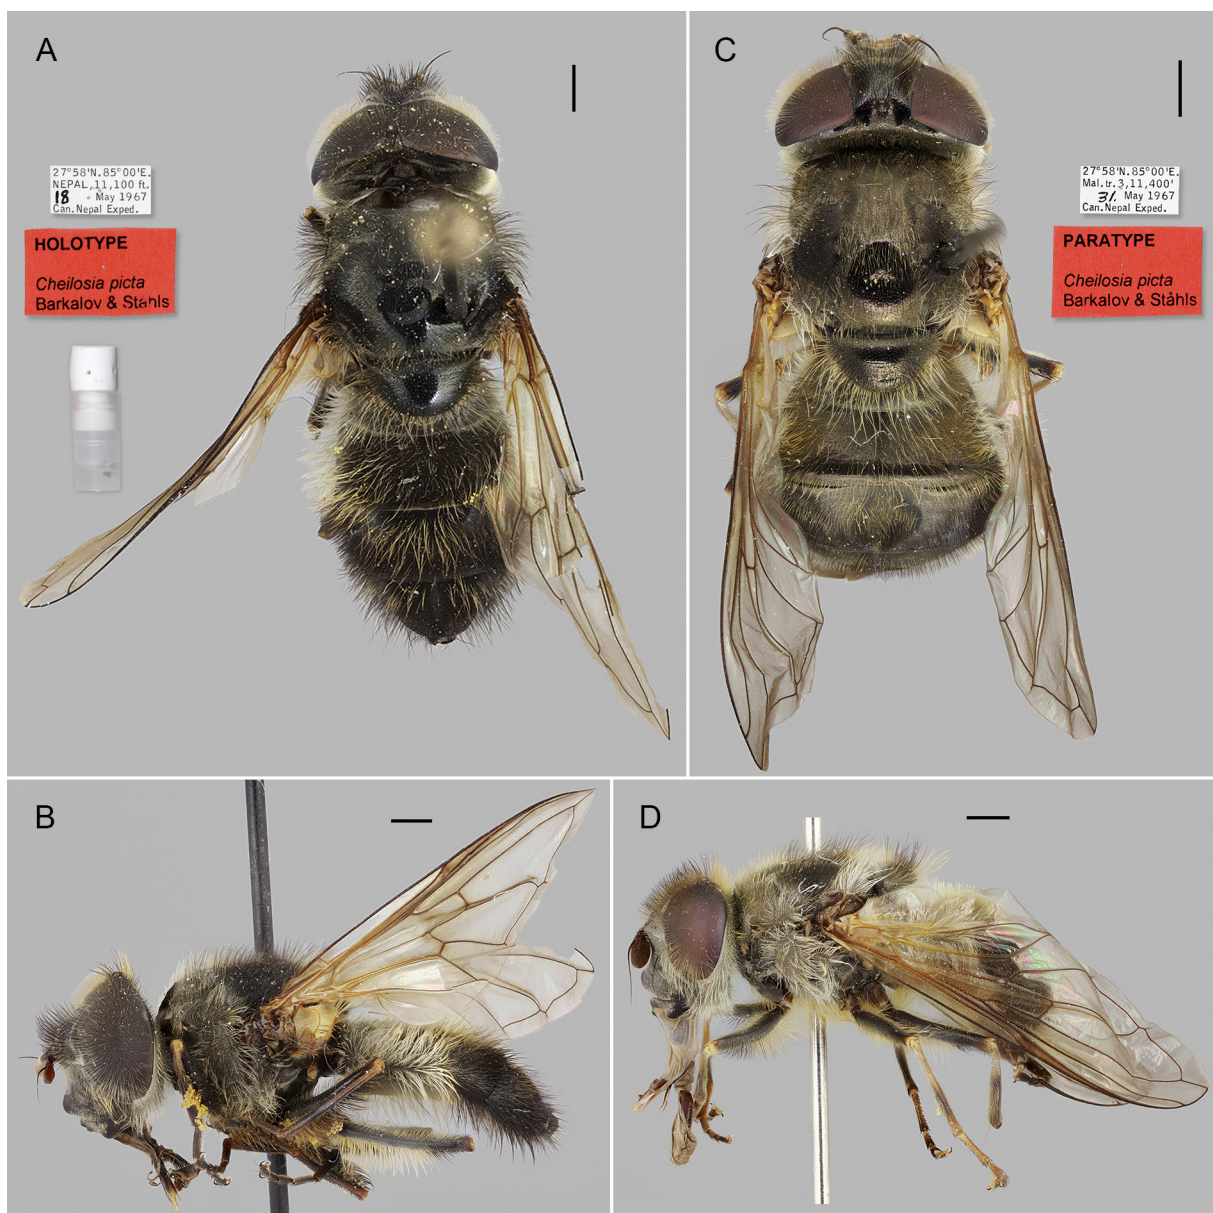 A
27°58'N.85°00'E.
NEPAL,11,100 ft.
18 May 1967
Can.Nepal Exped.
HOLOTYPE
Cheilosia picta
Barkalov & Ståhls
C
27°58'N.85°00'E.
Mal.tr.3,11,400'
31. May 1967
Can.Nepal Exped.
PARATYPE
Cheilosia picta
Barkalov & Ståhls
B
D